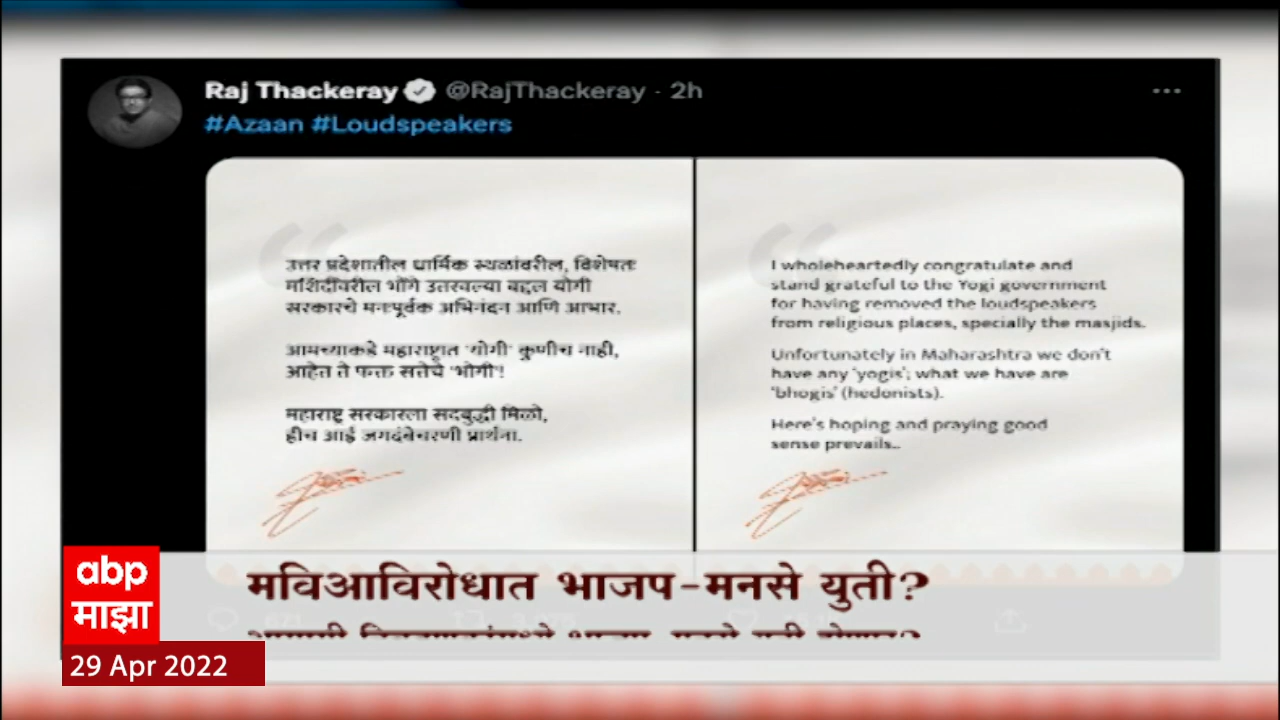 Raj Thackeray @RajThackeray · 2h
#Azaan #Loudspeakers
उत्तर प्रदेशातील धार्मिक स्थळांवरील, विशेषतः
मशिदींवरील भोंगे उतरवल्या बद्दल योगी
सरकारचे मनःपूर्वक अभिनंदन आणि आभार.
आमच्याकडे महाराष्ट्रात 'योगी' कुणीच नाही,
आहेत ते फक्त सत्तेचे 'भोगी'!
महाराष्ट्र सरकारला सदबुद्धी मिळो,
हीच आई जगदंबेचरणी प्रार्थना.
I wholeheartedly congratulate and
stand grateful to the Yogi government
for having removed the loudspeakers
from religious places, specially the masjids.
Unfortunately in Maharashtra we don't
have any 'yogis'; what we have are
'bhogis' (hedonists).
Here's hoping and praying good
sense prevails..
abp
माझा
मविआविरोधात भाजप-मनसे युती?
29 Apr 2022